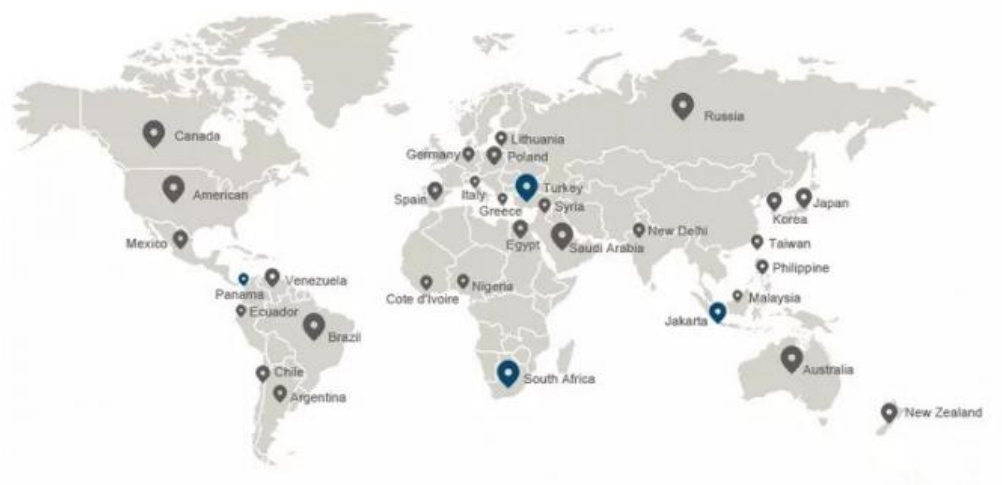 Canada
Russia
Lithuania
Germany
Poland
American
Spain
Italy
Turkey
Greece
Syria
Japan
Korea
Mexico
Egypt
Saudi Arabia
New Delhi
Taiwan
Philippine
Venezuela
Panama
Cote d'Ivoire
Nigeria
Malaysia
Ecuador
Jakarta
Brazil
Chile
South Africa
Australia
Argentina
New Zealand